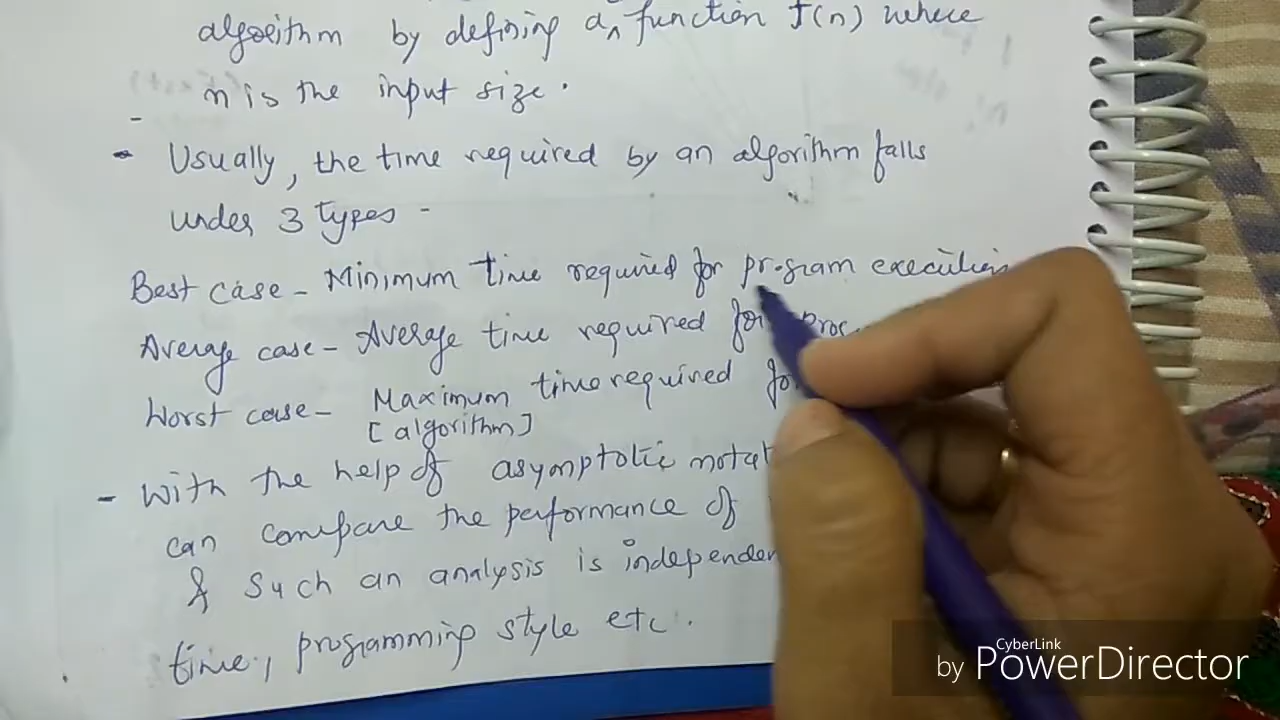 algorithm by defining a^ function f(n) where
n is the input size.
- Usually, the time required by an algorithm falls
under 3 types -
Best case - Minimum time required for program execution
Average case - Average time required for
Worst case - Maximum time required
[algorithm]
- With the help of asymptotic
can compare the performance of
& such an analysis is
time, programming style etc.
CyberLink
by PowerDirector